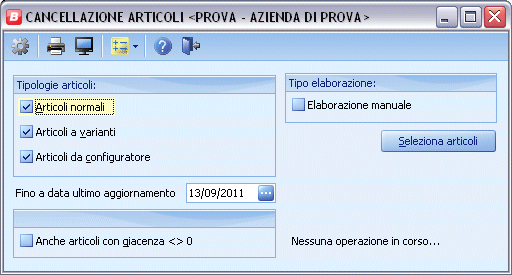 B CANCELLAZIONE ARTICOLI <PROVA - AZIENDA DI PROVA>
Tipologie articoli:
Articoli normali
Articoli a varianti
Articoli da configuratore
Tipo elaborazione:
Elaborazione manuale
Seleziona articoli
Fino a data ultimo aggiornamento 13/09/2011 ...
Anche articoli con giacenza <> 0
Nessuna operazione in corso...